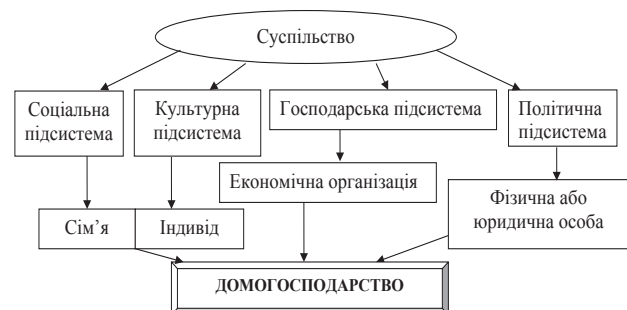 Суспільство
Соціальна
підсистема
Культурна
підсистема
Господарська підсистема
Політична
підсистема
Економічна організація
Фізична або
юридична особа
Сім’я
Індивід
ДОМОГОСПОДАРСТВО